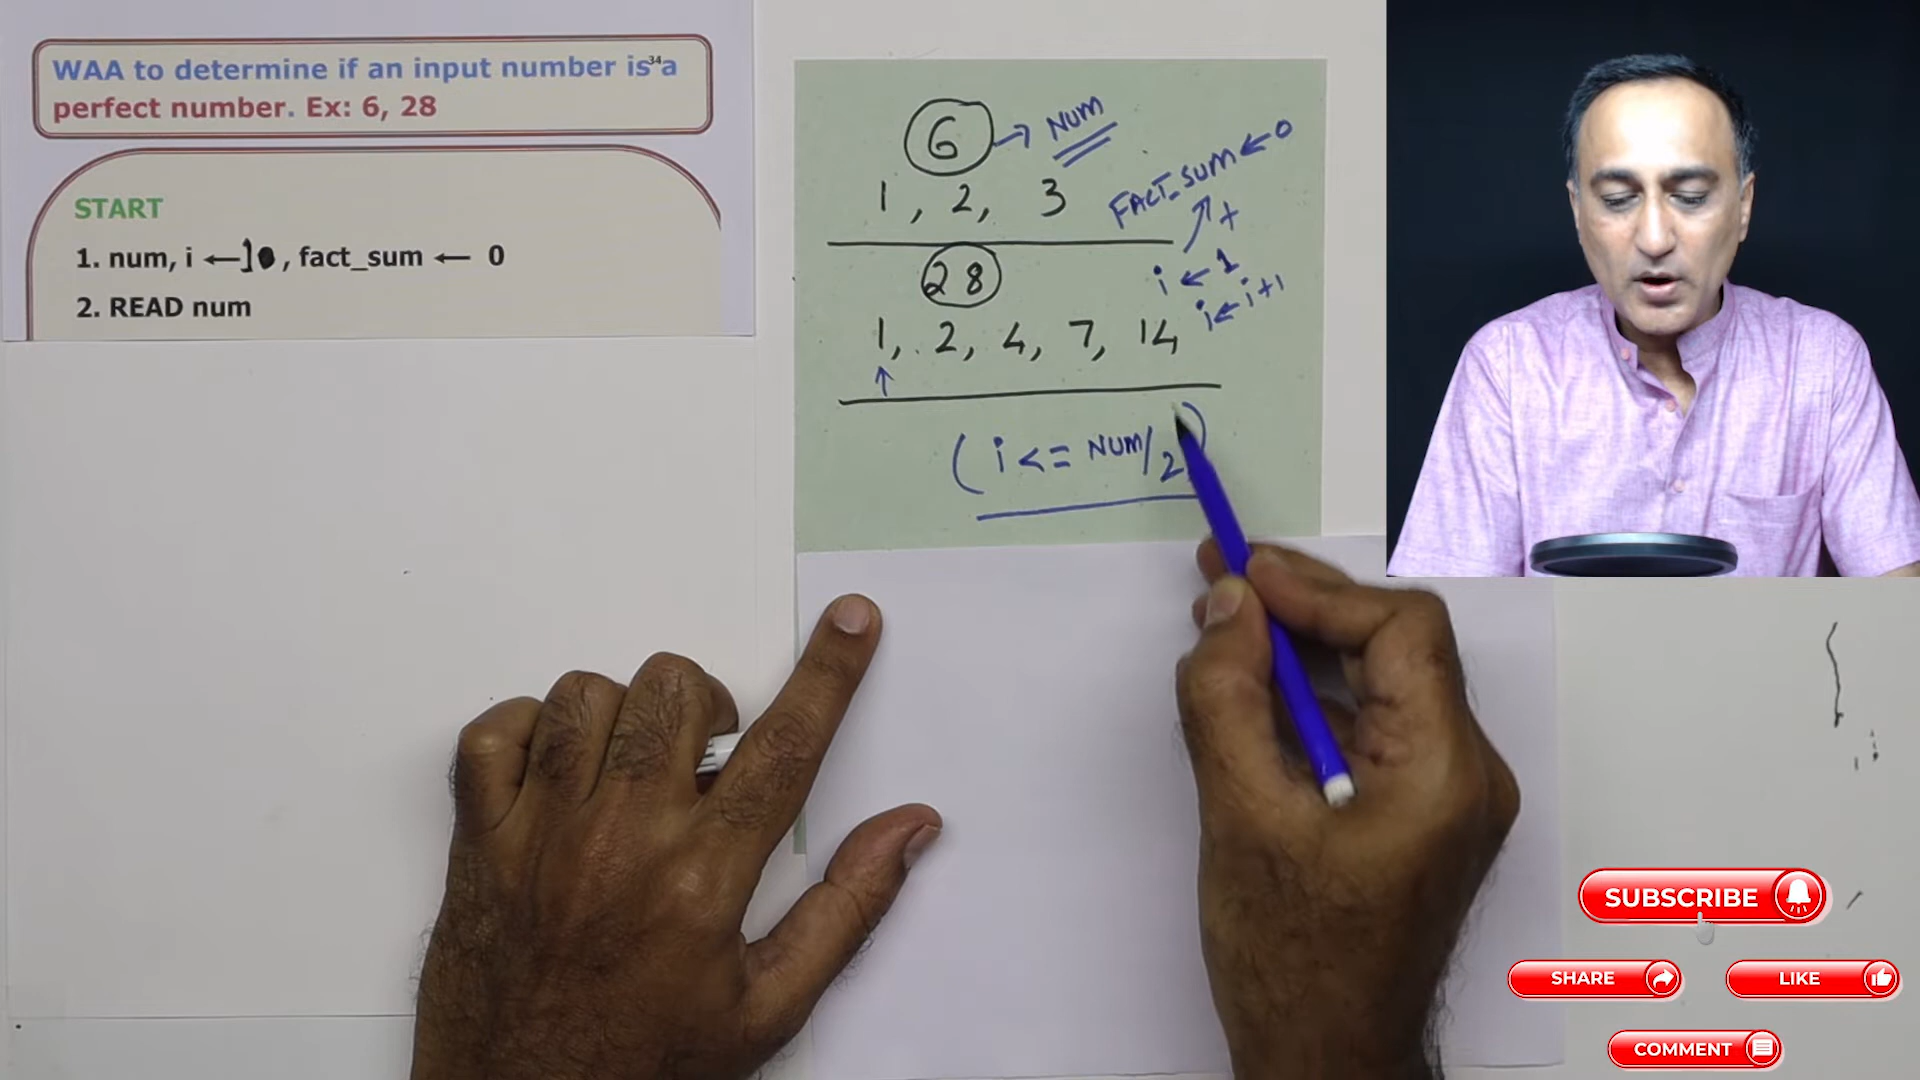 WAA to determine if an input number is 34 a
perfect number. Ex: 6, 28
START
1. num, i ← 1 , fact_sum ← 0
2. READ num
6 → NUM
1, 2, 3
FACT_SUM ← 0
+
28
i ← 1
i ← i+1
1, 2, 4, 7, 14
(i <= NUM/2)
SUBSCRIBE
SHARE
LIKE
COMMENT